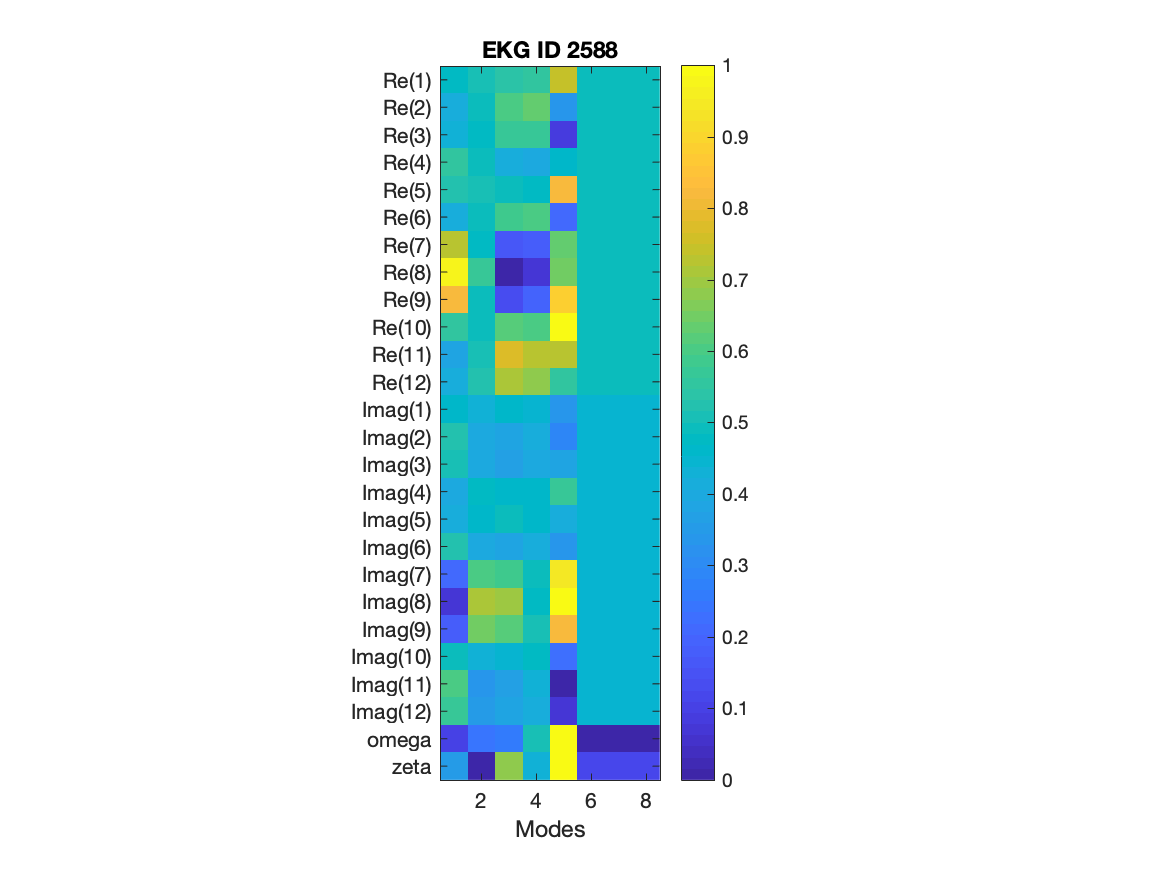 EKG ID 2588
Re(1)
Re(2)
Re(3)
Re(4)
Re(5)
Re(6)
Re(7)
Re(8)
Re(9)
Re(10)
Re(11)
Re(12)
Imag(1)
Imag(2)
Imag(3)
Imag(4)
Imag(5)
Imag(6)
Imag(7)
Imag(8)
Imag(9)
Imag(10)
Imag(11)
Imag(12)
omega
zeta
2 4 6 8
Modes
1
0.9
0.8
0.7
0.6
0.5
0.4
0.3
0.2
0.1
0